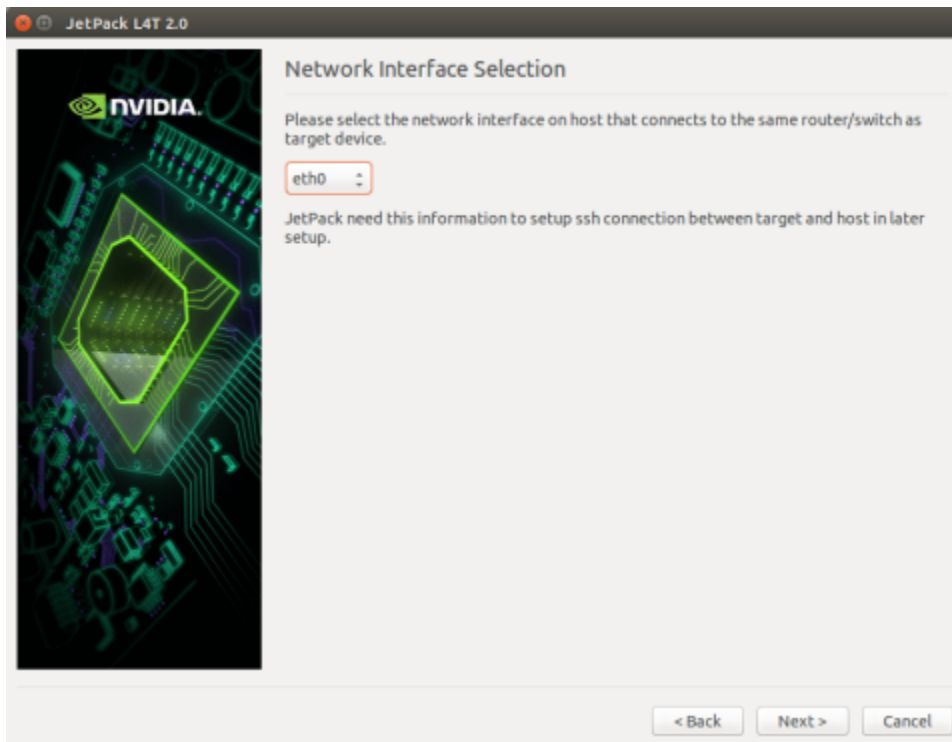 JetPack L4T 2.0
NVIDIA.
Network Interface Selection
Please select the network interface on host that connects to the same router/switch as
target device.
eth0
JetPack need this information to setup ssh connection between target and host in later
setup.
< Back
Next >
Cancel